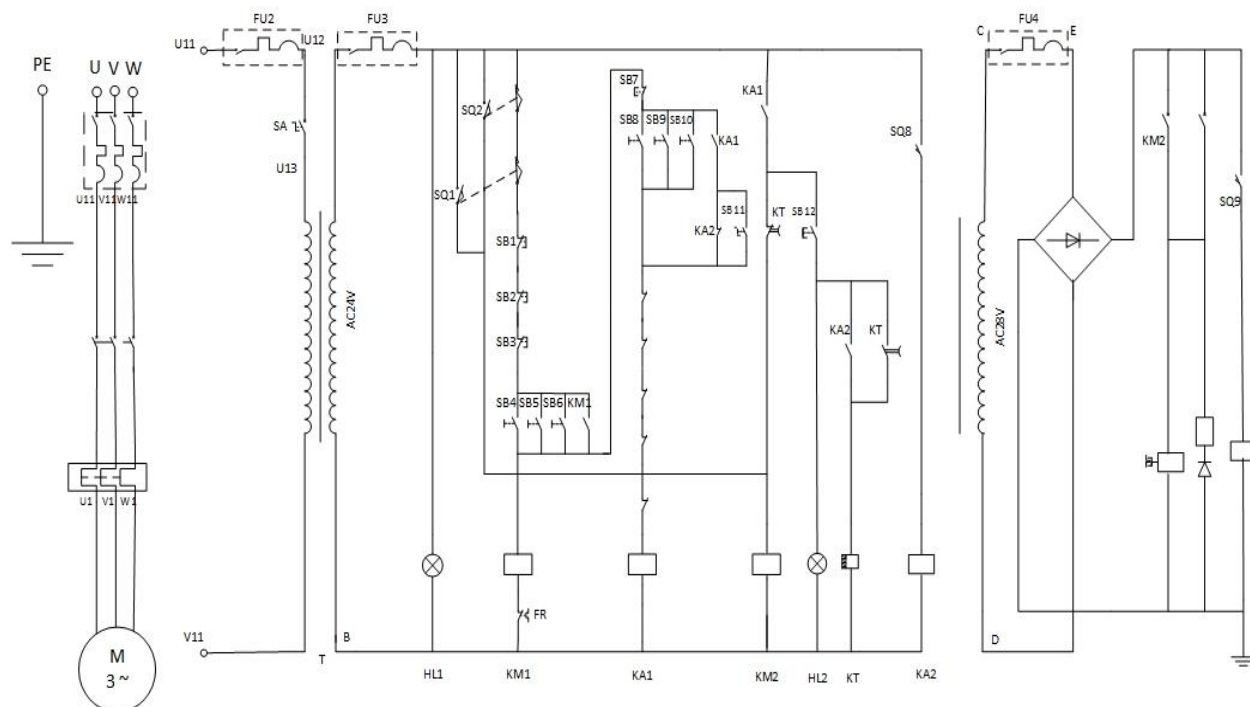 FU2
FU3
FU4
U11
U12
C
E
PE
U V W
SB7
KA1
SQ2
SB8
SB9
SB10
KA1
KM2
SA
SQ8
U13
SQ1
SQ9
U11 V11 W11
SB1
KA2
SB11
KT
SB12
SB2
AC24V
AC28V
SB3
KA2
KT
SB4
SB5
SB6
KM1
U1 V1 W1
FR
V11
B
D
T
M
3 ~
HL1
KM1
KA1
KM2
HL2
KT
KA2